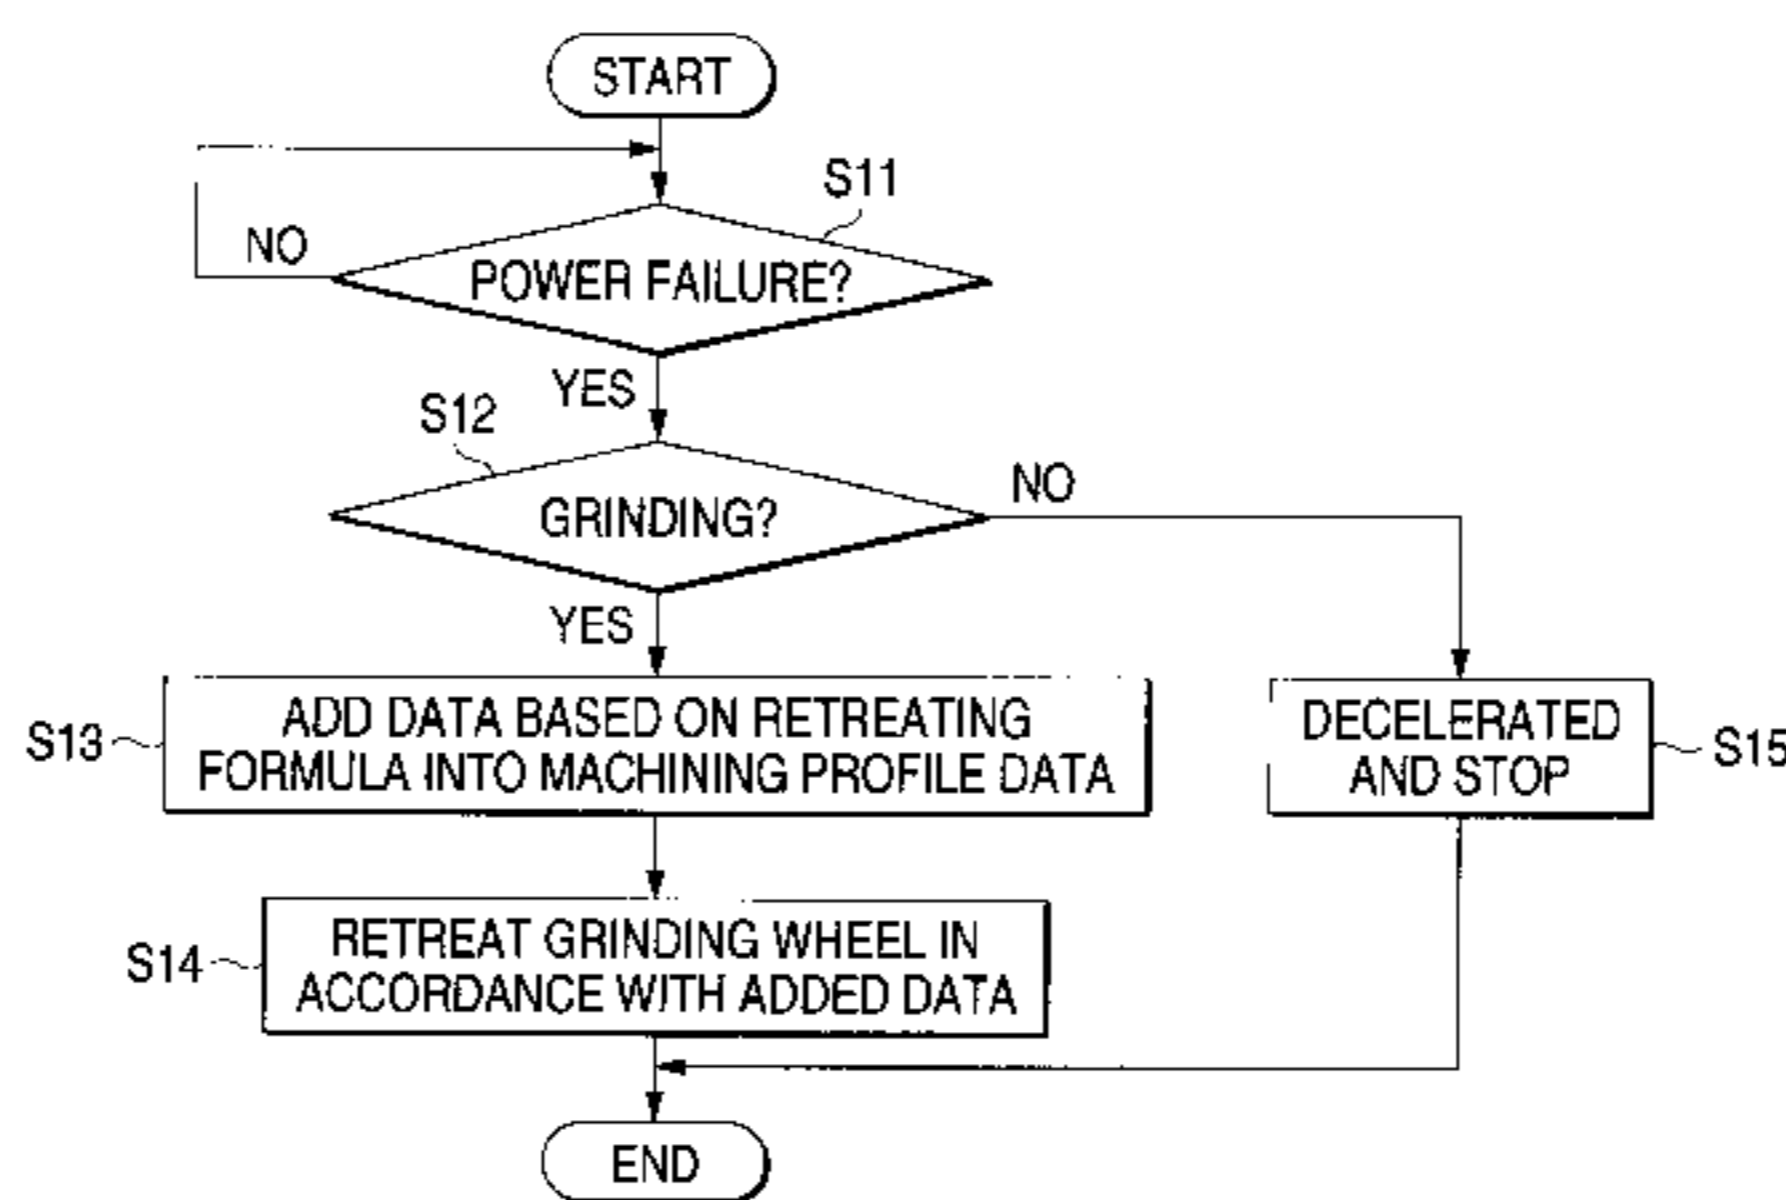 START
S11
NO
POWER FAILURE?
YES
S12
NO
GRINDING?
YES
S13
ADD DATA BASED ON RETREATING
FORMULA INTO MACHINING PROFILE DATA
DECELERATED
AND STOP
S15
S14
RETREAT GRINDING WHEEL IN
ACCORDANCE WITH ADDED DATA
END